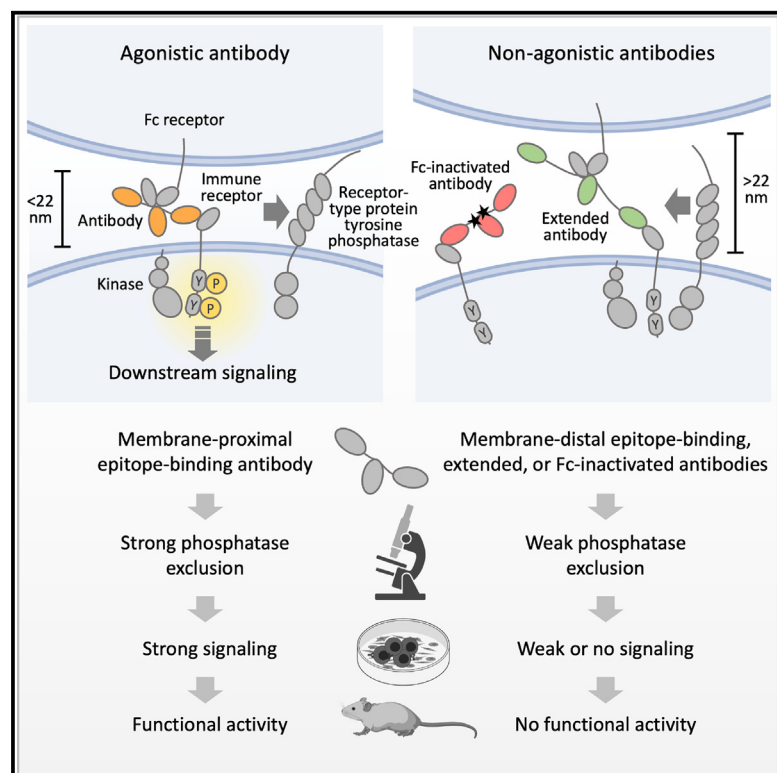 Agonistic antibody
Fc receptor
<22
nm
Antibody
Immune
receptor
Receptor-
type protein
tyrosine
phosphatase
Kinase
Y
P
Y
P
Downstream signaling
Non-agonistic antibodies
Fc-inactivated
antibody
Extended
antibody
>22
nm
Y
Y
Y
Y
Membrane-proximal
epitope-binding antibody
Strong phosphatase
exclusion
Strong signaling
Functional activity
Membrane-distal epitope-binding,
extended, or Fc-inactivated antibodies
Weak phosphatase
exclusion
Weak or no signaling
No functional activity